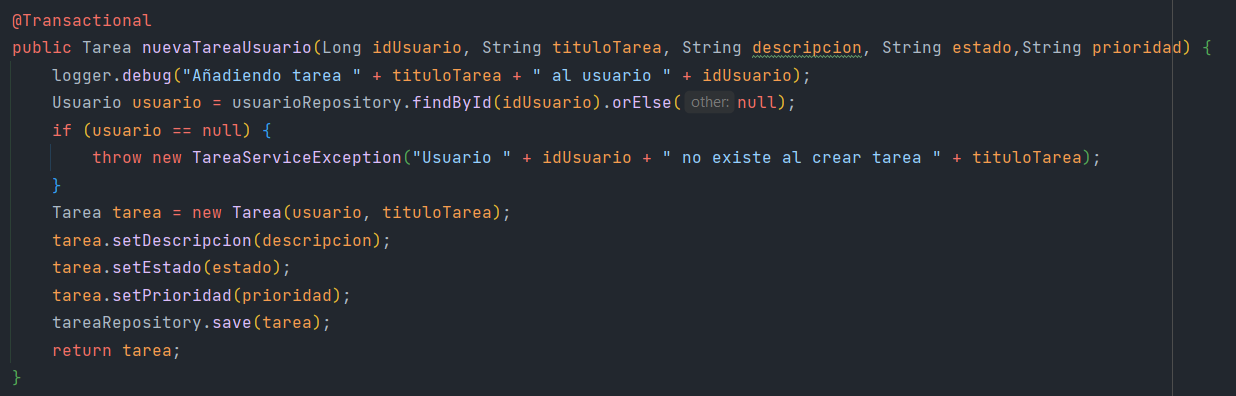 @Transactional
public Tarea nuevaTareaUsuario(Long idUsuario, String tituloTarea, String descripcion, String estado,String prioridad) {
    logger.debug("Añadiendo tarea " + tituloTarea + " al usuario " + idUsuario);
    Usuario usuario = usuarioRepository.findById(idUsuario).orElse( other: null);
    if (usuario == null) {
        throw new TareaServiceException("Usuario " + idUsuario + " no existe al crear tarea " + tituloTarea);
    }
    Tarea tarea = new Tarea(usuario, tituloTarea);
    tarea.setDescripcion(descripcion);
    tarea.setEstado(estado);
    tarea.setPrioridad(prioridad);
    tareaRepository.save(tarea);
    return tarea;
}